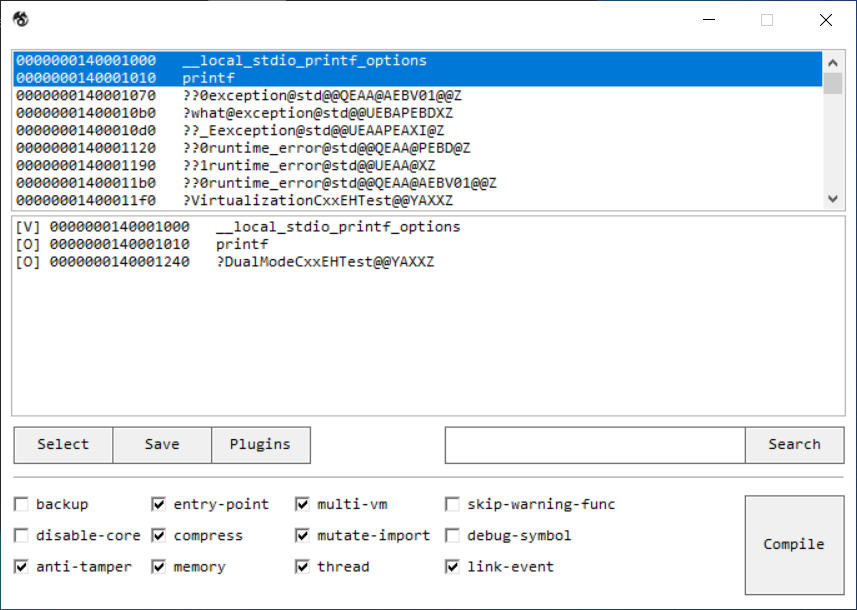 0000000140001000 __local_stdio_printf_options
0000000140001010 printf
0000000140001070 ??0exception@std@@QEAA@AEBV01@@Z
00000001400010b0 ?what@exception@std@@UEBAPEBDXZ
00000001400010d0 ??_Eexception@std@@UEAAPEAXI@Z
0000000140001120 ??0runtime_error@std@@QEAA@PEBD@Z
0000000140001190 ??1runtime_error@std@@UEAA@XZ
00000001400011b0 ??0runtime_error@std@@QEAA@AEBV01@@Z
00000001400011f0 ?VirtualizationCxxEHTest@@YAXXZ
[V] 0000000140001000 __local_stdio_printf_options
[O] 0000000140001010 printf
[O] 0000000140001240 ?DualModeCxxEHTest@@YAXXZ
Select Save Plugins Search
backup entry-point multi-vm skip-warning-func
disable-core compress mutate-import debug-symbol
Compile
anti-tamper memory thread link-event